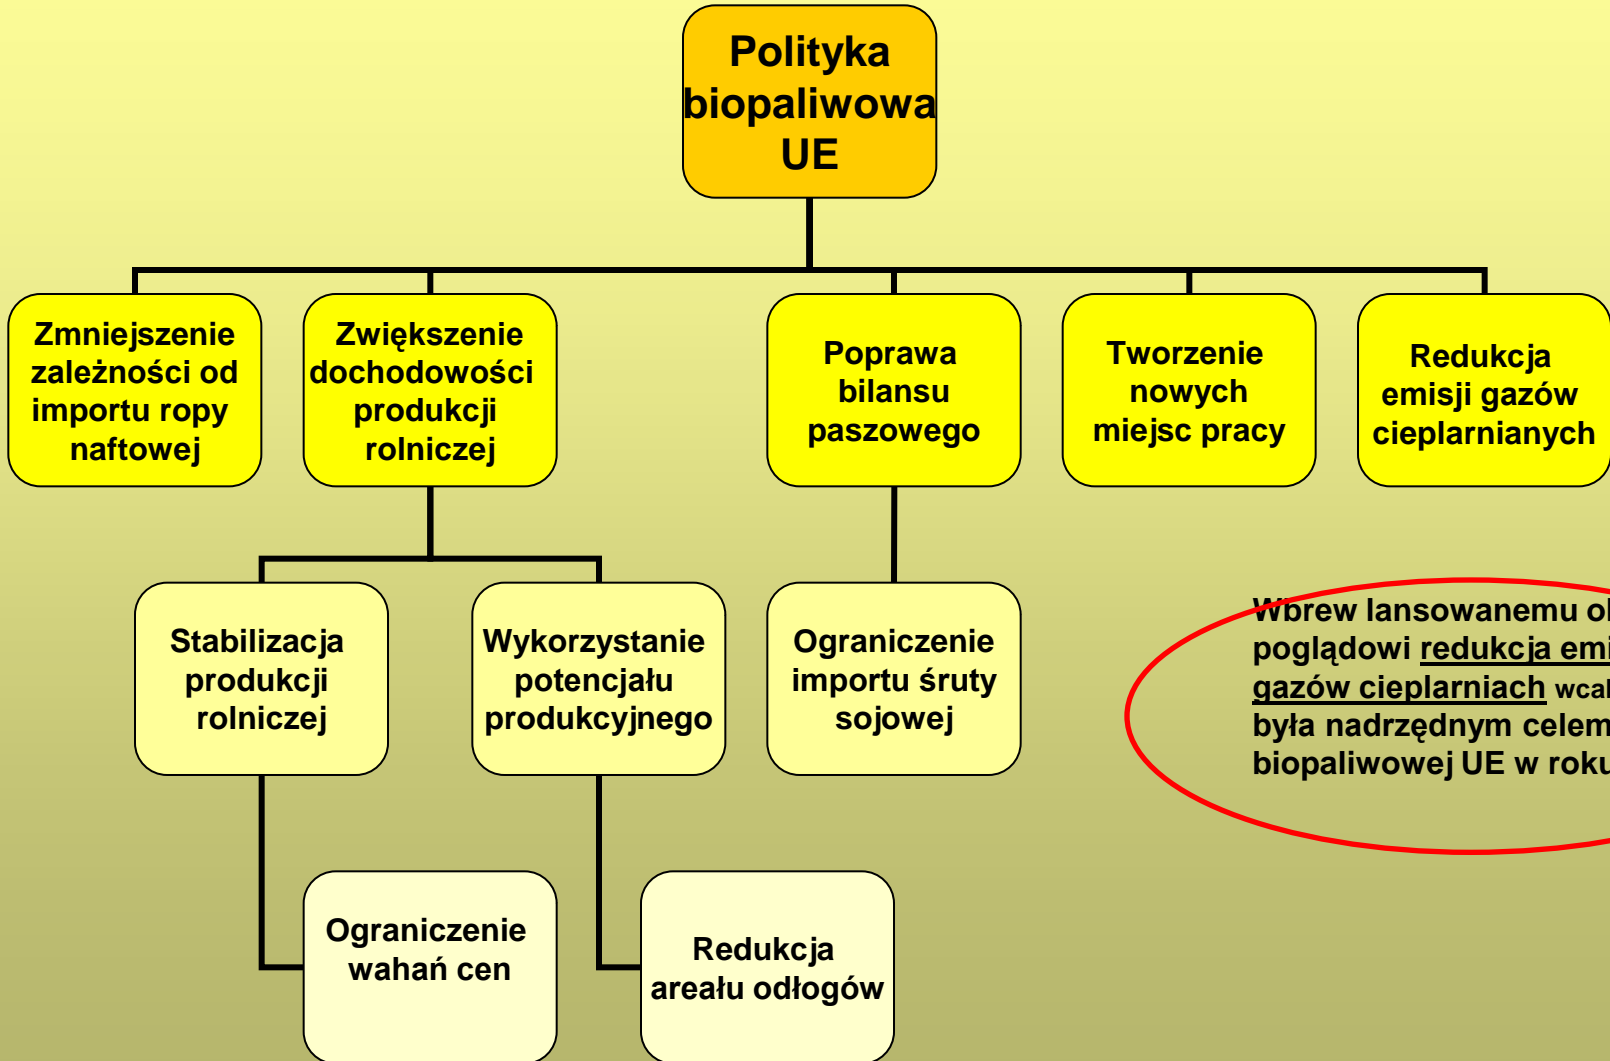 Polityka
biopaliwowa
UE
Zmniejszenie
zależności od
importu ropy
naftowej
Zwiększenie
dochodowości
produkcji
rolniczej
Poprawa
bilansu
paszowego
Tworzenie
nowych
miejsc pracy
Redukcja
emisji gazów
cieplarnianych
Stabilizacja
produkcji
rolniczej
Wykorzystanie
potencjału
produkcyjnego
Ograniczenie
importu śruty
sojowej
Wbrew lansowanemu
poglądowi redukcja
gazów cieplarniach
była nadrzędnym celem
biopaliwowej UE w roku
Ograniczenie
wahań cen
Redukcja
areału odłogów